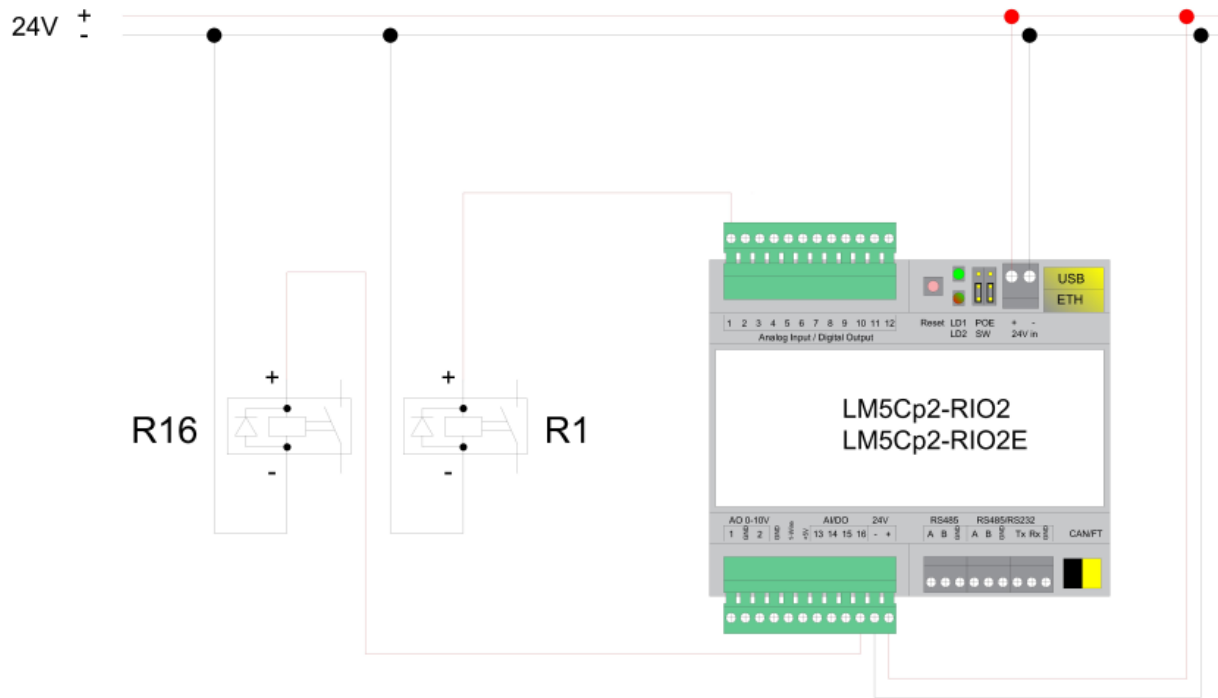 24V + -
USB
ETH
1 2 3 4 5 6 7 8 9 10 11 12
Analog Input / Digital Output
Reset LD1 POE + -
LD2 SW 24V in
+ +
R16 R1
- -
LM5Cp2-RIO2
LM5Cp2-RIO2E
AO 0-10V AI/DO 24V RS485 RS485/RS232
1 GND 2 GND 1-Wire +5V 13 14 15 16 - + A B GND A B GND Tx Rx GND CAN/FT